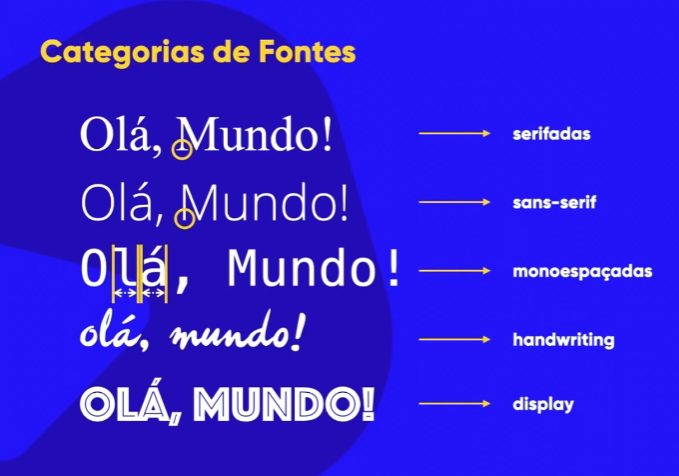 Categorias de Fontes
Olá, Mundo! serifadas
Olá, Mundo! sans-serif
Olá, Mundo! monoespaçadas
olá, mundo! handwriting
OLÁ, MUNDO! display